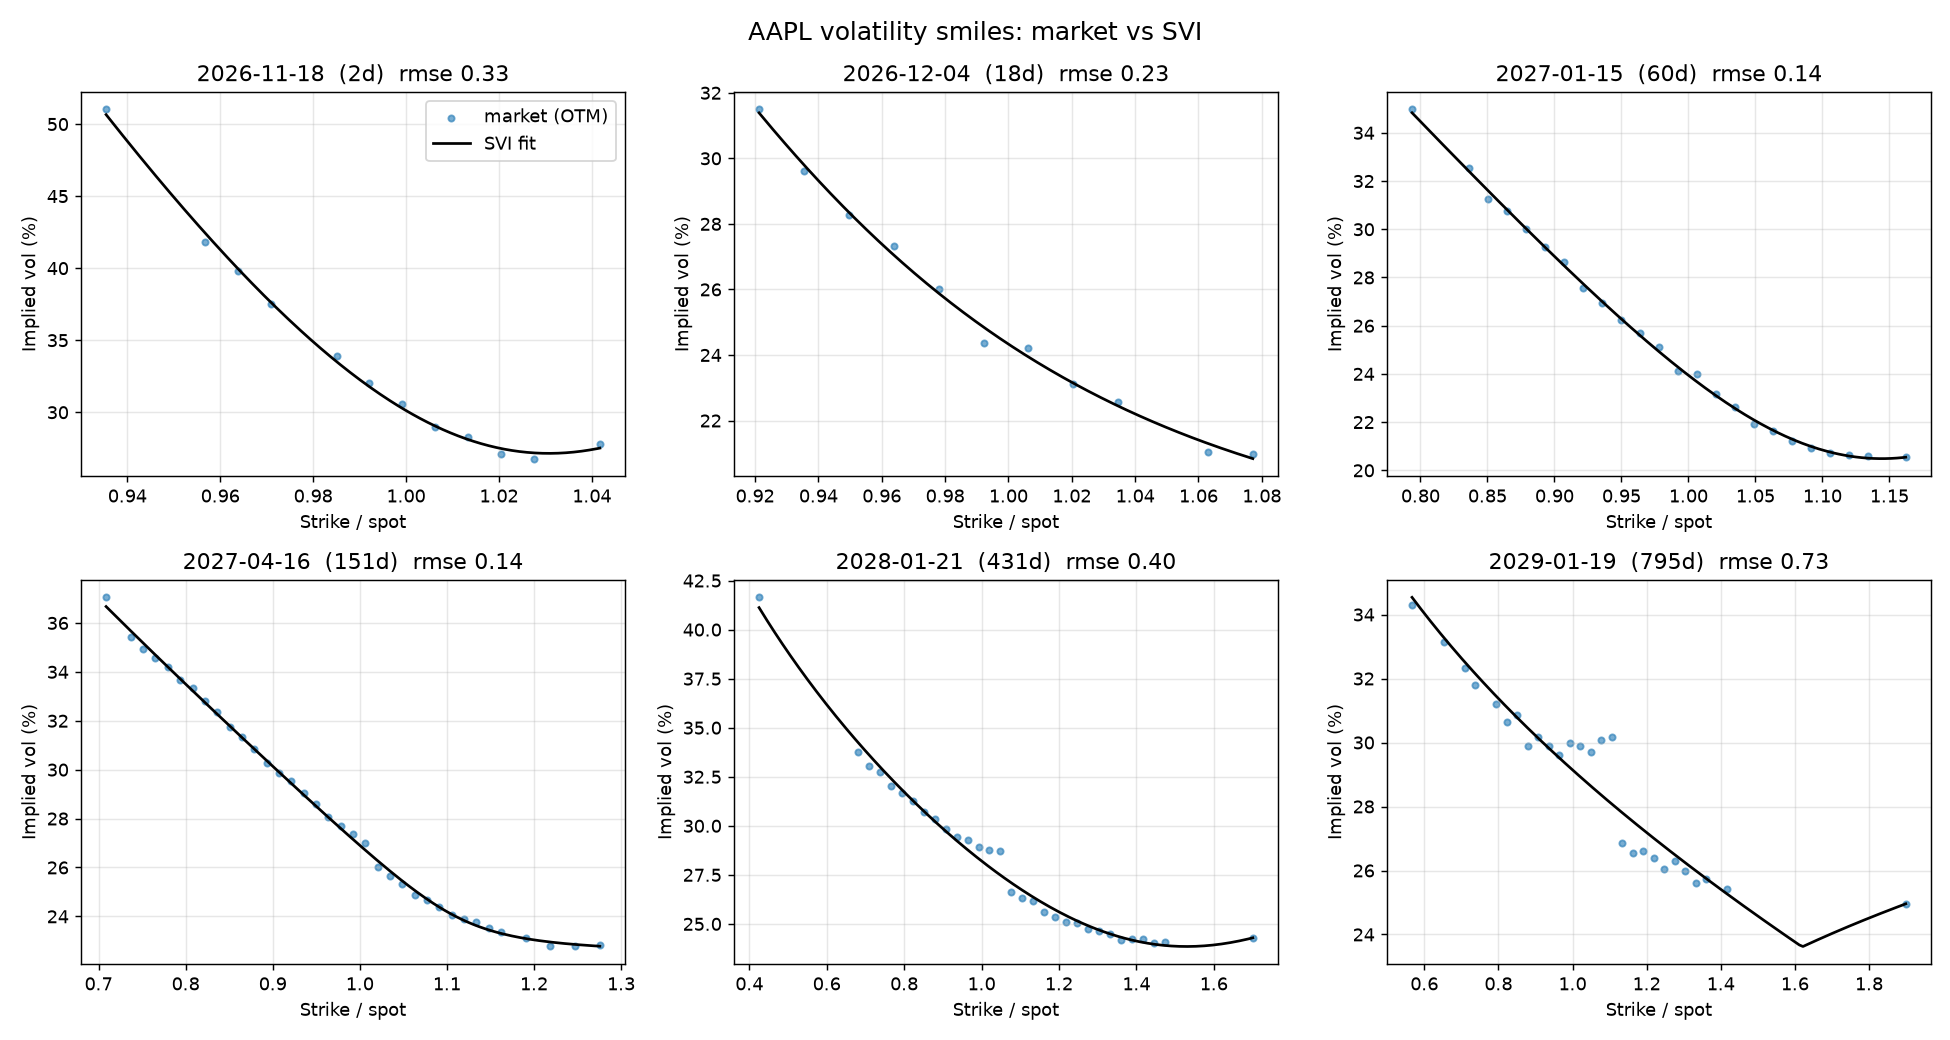 AAPL volatility smiles: market vs SVI
2026-11-18  (2d)  rmse 0.33
50
45
40
35
30
Implied vol (%)
market (OTM)
SVI fit
0.94 0.96 0.98 1.00 1.02 1.04
Strike / spot
2026-12-04  (18d)  rmse 0.23
32
30
28
26
24
22
Implied vol (%)
0.92 0.94 0.96 0.98 1.00 1.02 1.04 1.06 1.08
Strike / spot
2027-01-15  (60d)  rmse 0.14
34
32
30
28
26
24
22
20
Implied vol (%)
0.80 0.85 0.90 0.95 1.00 1.05 1.10 1.15
Strike / spot
2027-04-16  (151d)  rmse 0.14
36
34
32
30
28
26
24
Implied vol (%)
0.7 0.8 0.9 1.0 1.1 1.2 1.3
Strike / spot
2028-01-21  (431d)  rmse 0.40
42.5
40.0
37.5
35.0
32.5
30.0
27.5
25.0
Implied vol (%)
0.4 0.6 0.8 1.0 1.2 1.4 1.6
Strike / spot
2029-01-19  (795d)  rmse 0.73
34
32
30
28
26
24
Implied vol (%)
0.6 0.8 1.0 1.2 1.4 1.6 1.8
Strike / spot